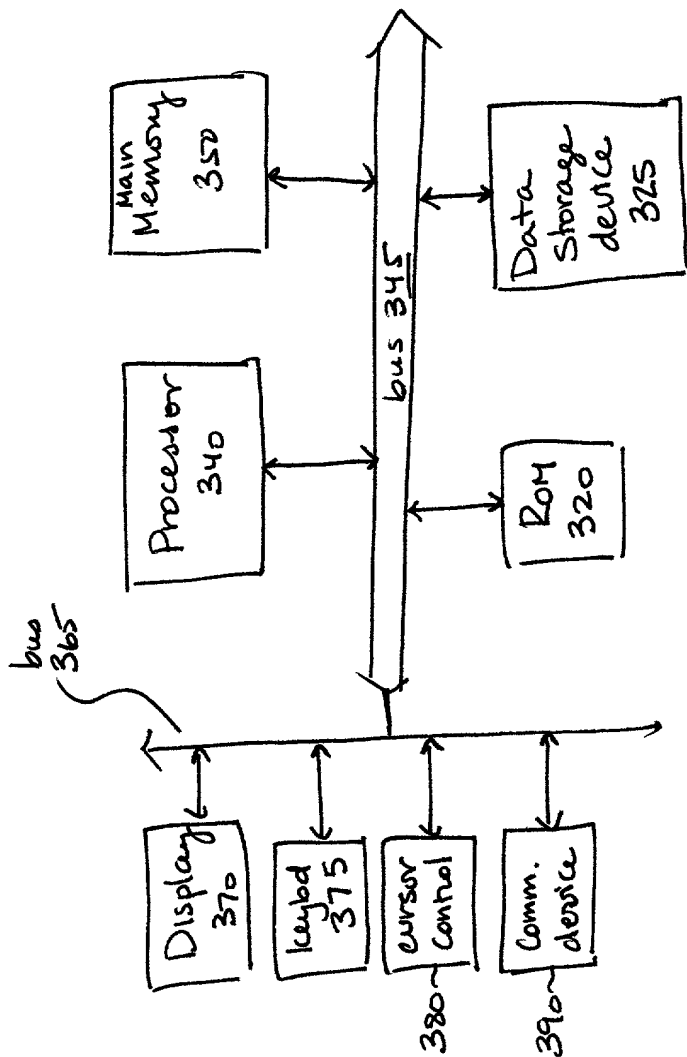 Main
Memory
350
Processor
340
bus 345
Data
Storage
device
325
ROM
320
bus
365
Display
370
keybd
375
cursor
control
380
Comm.
device
390